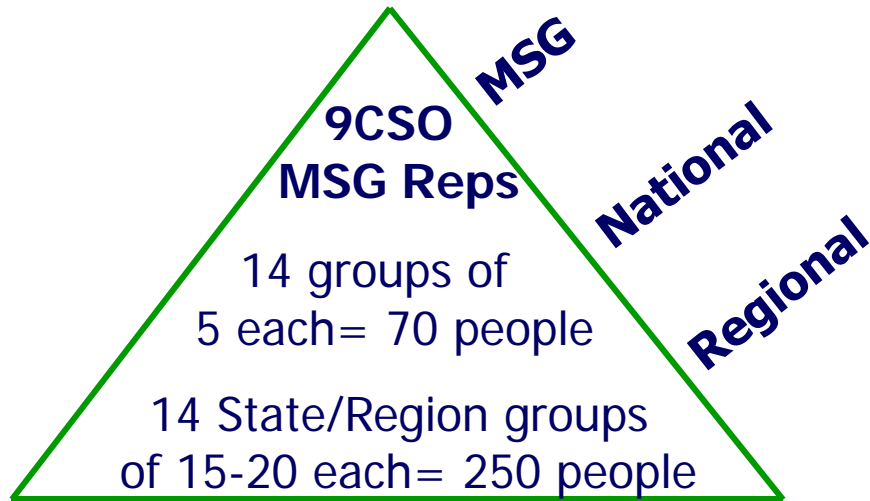 MSG
9CSO
MSG Reps
National
14 groups of
5 each= 70 people
Regional
14 State/Region groups
of 15-20 each= 250 people